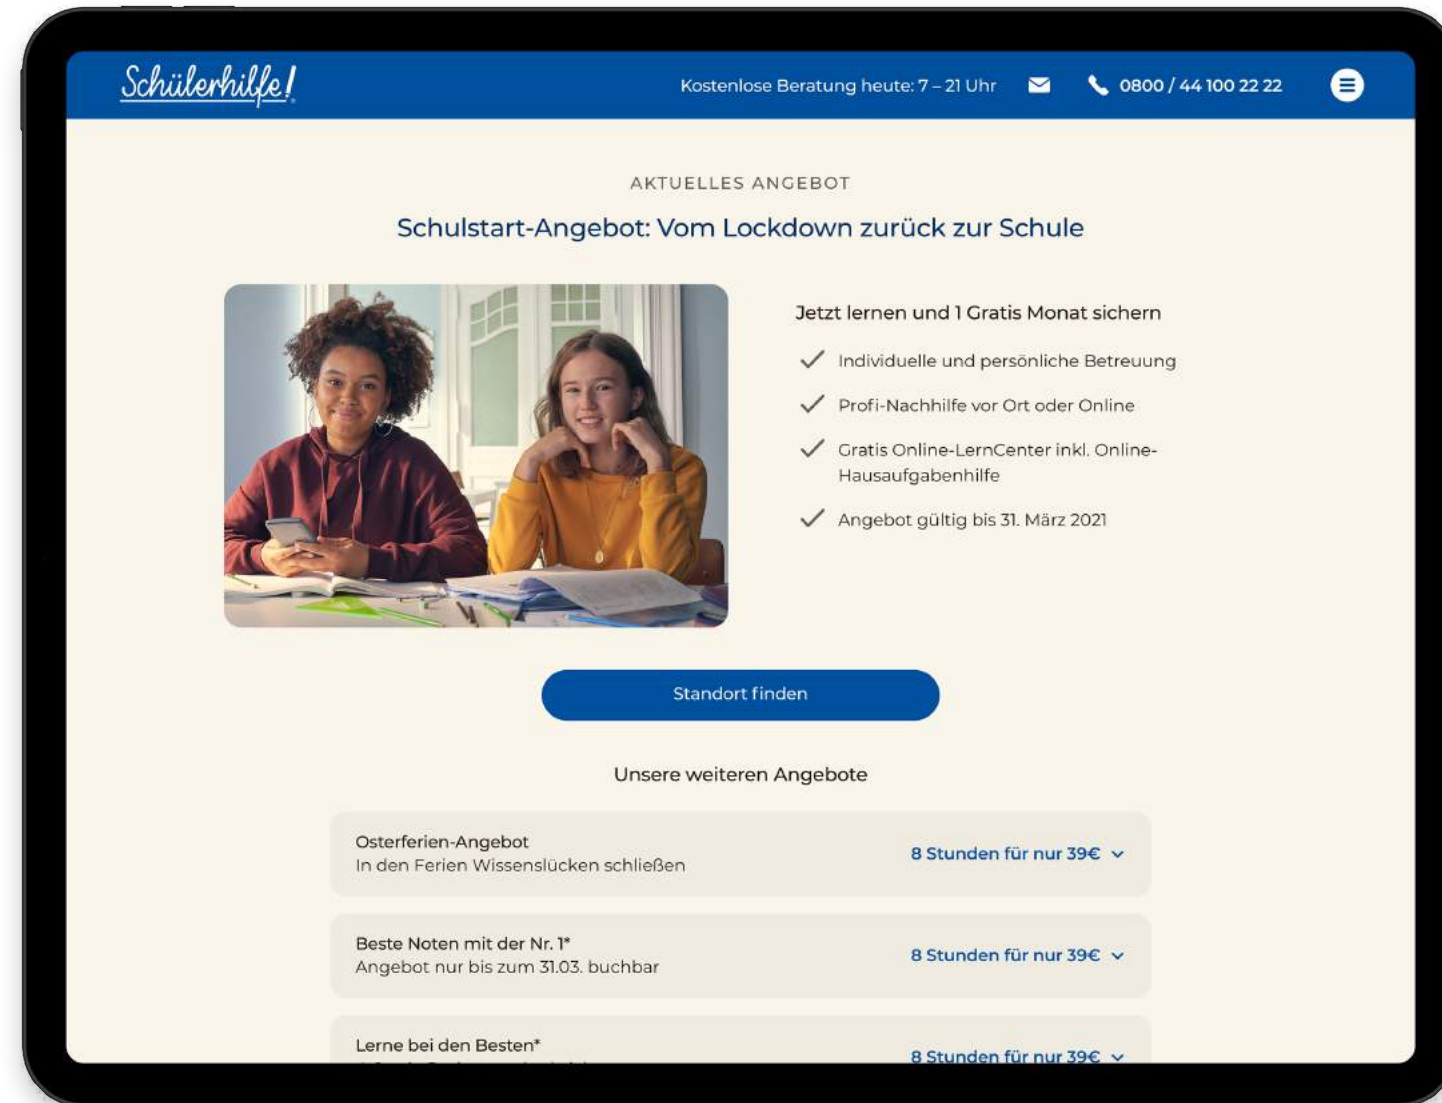 Schülerhilfe!
Kostenlose Beratung heute: 7 – 21 Uhr
0800 / 44 100 22 22
AKTUELLES ANGEBOT
Schulstart-Angebot: Vom Lockdown zurück zur Schule
Jetzt lernen und 1 Gratis Monat sichern
Individuelle und persönliche Betreuung
Profi-Nachhilfe vor Ort oder Online
Gratis Online-LernCenter inkl. Online-
Hausaufgabenhilfe
Angebot gültig bis 31. März 2021
Standort finden
Unsere weiteren Angebote
Osterferien-Angebot
In den Ferien Wissenslücken schließen
8 Stunden für nur 39€
Beste Noten mit der Nr. 1*
Angebot nur bis zum 31.03. buchbar
8 Stunden für nur 39€
Lerne bei den Besten*
8 Stunden für nur 39€